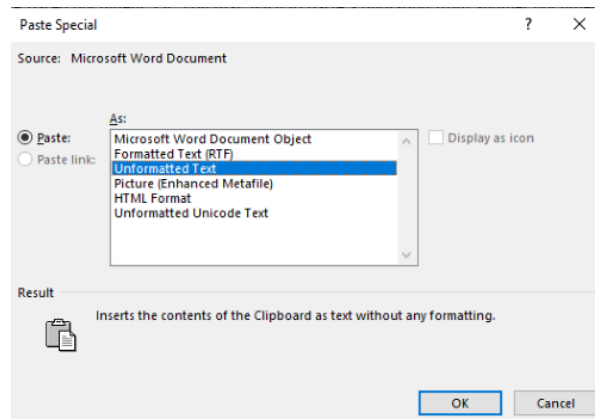 Paste Special ? ×
Source: Microsoft Word Document
As:
Paste:
Paste link:
Microsoft Word Document Object
Formatted Text (RTF)
Unformatted Text
Picture (Enhanced Metafile)
HTML Format
Unformatted Unicode Text
Display as icon
Result
Inserts the contents of the Clipboard as text without any formatting.
OK Cancel